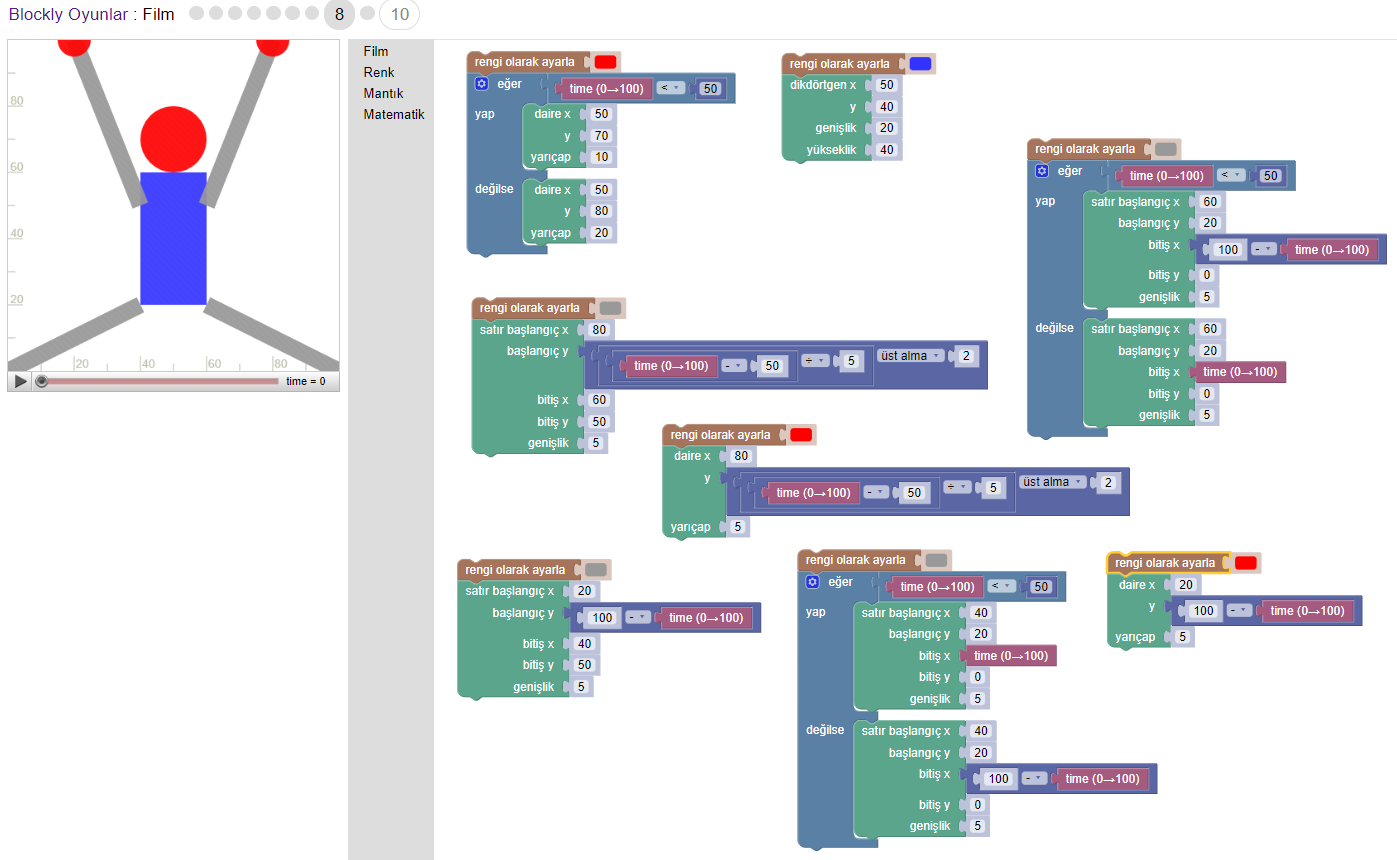 Blockly Oyunlar : Film 8 10
80
60
40
20
20 40 60 80
time = 0
Film
Renk
Mantık
Matematik
rengi olarak ayarla
eğer time (0→100) < 50
yap daire x 50
y 70
yarıçap 10
değilse daire x 50
y 80
yarıçap 20
rengi olarak ayarla
dikdörtgen x 50
y 40
genişlik 20
yükseklik 40
rengi olarak ayarla
eğer time (0→100) < 50
yap satır başlangıç x 60
başlangıç y 20
bitiş x 100 - time (0→100)
bitiş y 0
genişlik 5
değilse satır başlangıç x 60
başlangıç y 20
bitiş x time (0→100)
bitiş y 0
genişlik 5
rengi olarak ayarla
satır başlangıç x 80
başlangıç y time (0→100) - 50 ÷ 5 üst alma 2
bitiş x 60
bitiş y 50
genişlik 5
rengi olarak ayarla
daire x 80
y time (0→100) - 50 ÷ 5 üst alma 2
yarıçap 5
rengi olarak ayarla
satır başlangıç x 20
başlangıç y 100 - time (0→100)
bitiş x 40
bitiş y 50
genişlik 5
rengi olarak ayarla
eğer time (0→100) < 50
yap satır başlangıç x 40
başlangıç y 20
bitiş x time (0→100)
bitiş y 0
genişlik 5
değilse satır başlangıç x 40
başlangıç y 20
bitiş x 100 - time (0→100)
bitiş y 0
genişlik 5
rengi olarak ayarla
daire x 20
y 100 - time (0→100)
yarıçap 5